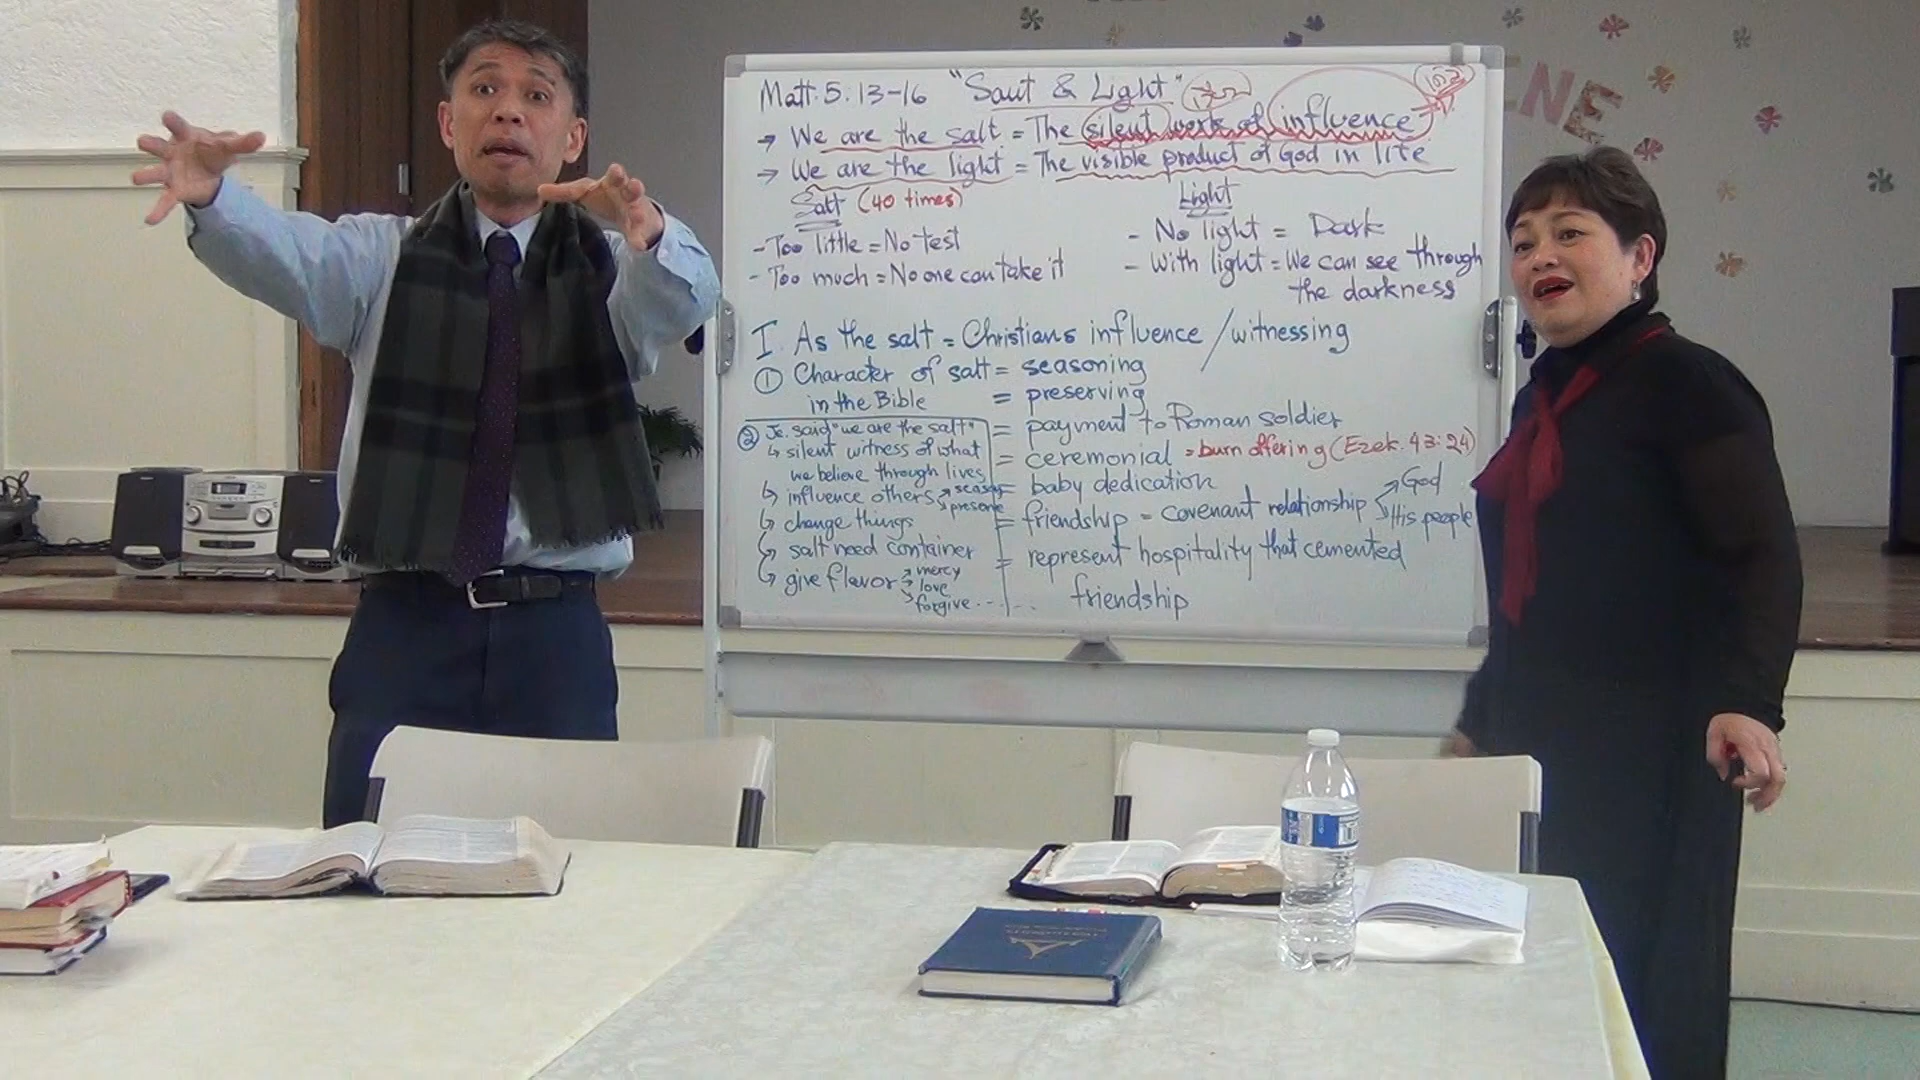 Matt. 5. 13-16 "Saut & Light"
→ We are the salt = The silent work of influence
→ We are the light = The visible product of God in life
Salt (40 times)
- Too little = No test
- Too much = No one can take it
Light
- No light = Dark
- With light = We can see through
the darkness
I. As the salt = Christians influence / witnessing
① Character of salt = seasoning
in the Bible = preserving
= payment to Roman soldier
= ceremonial = burn offering (Ezek. 43:24)
= baby dedication
= friendship = covenant relationship God
His people
= represent hospitality that cemented
friendship
② Je. said "we are the salt"
↳ silent witness of what
we believe through lives
↳ influence others
↳ change things
↳ salt need container
↳ give flavor mercy
love
forgive
ENE